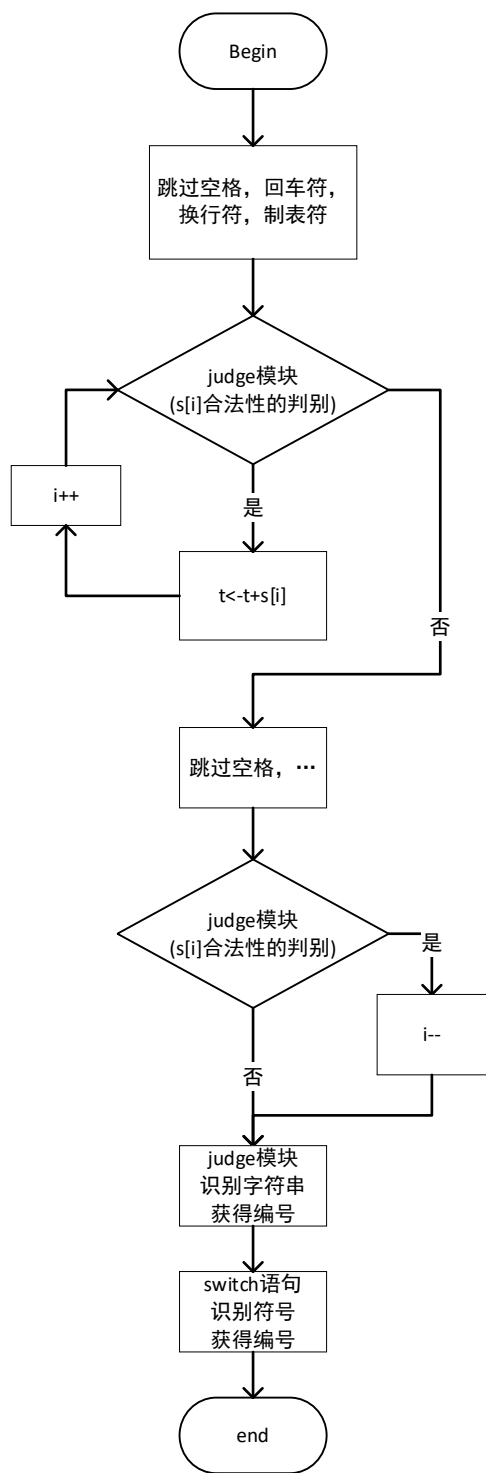 Begin
跳过空格，回车符，
换行符，制表符
judge模块
(s[i]合法性的判别)
i++
是
t<-t+s[i]
否
跳过空格，…
judge模块
(s[i]合法性的判别)
是
i--
否
judge模块
识别字符串
获得编号
switch语句
识别符号
获得编号
end